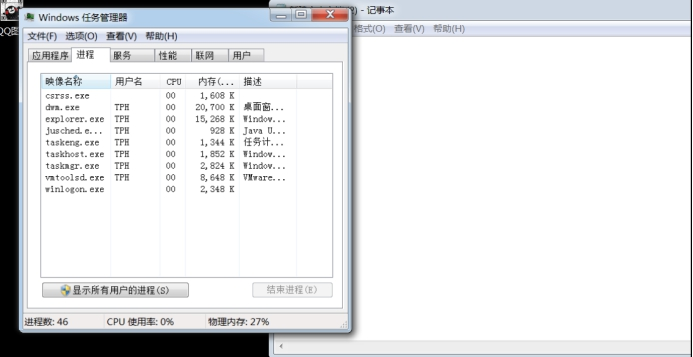 Windows 任务管理器
文件(F) 选项(O) 查看(V) 帮助(H)
应用程序 进程 服务 性能 联网 用户
映像名称 用户名 CPU 内存(... 描述
csrss.exe 00 1,608 K
dwm.exe TPH 00 20,700 K 桌面窗...
explorer.exe TPH 00 15,268 K Window...
jusched.e... TPH 00 928 K Java U...
taskeng.exe TPH 00 1,344 K 任务计...
taskhost.exe TPH 00 1,852 K Window...
taskmgr.exe TPH 00 2,824 K Window...
vmtoolsd.exe TPH 00 8,648 K VMware...
winlogon.exe 00 2,348 K
显示所有用户的进程(S) 结束进程(E)
进程数: 46 CPU 使用率: 0% 物理内存: 27%
- 记事本
格式(O) 查看(V) 帮助(H)